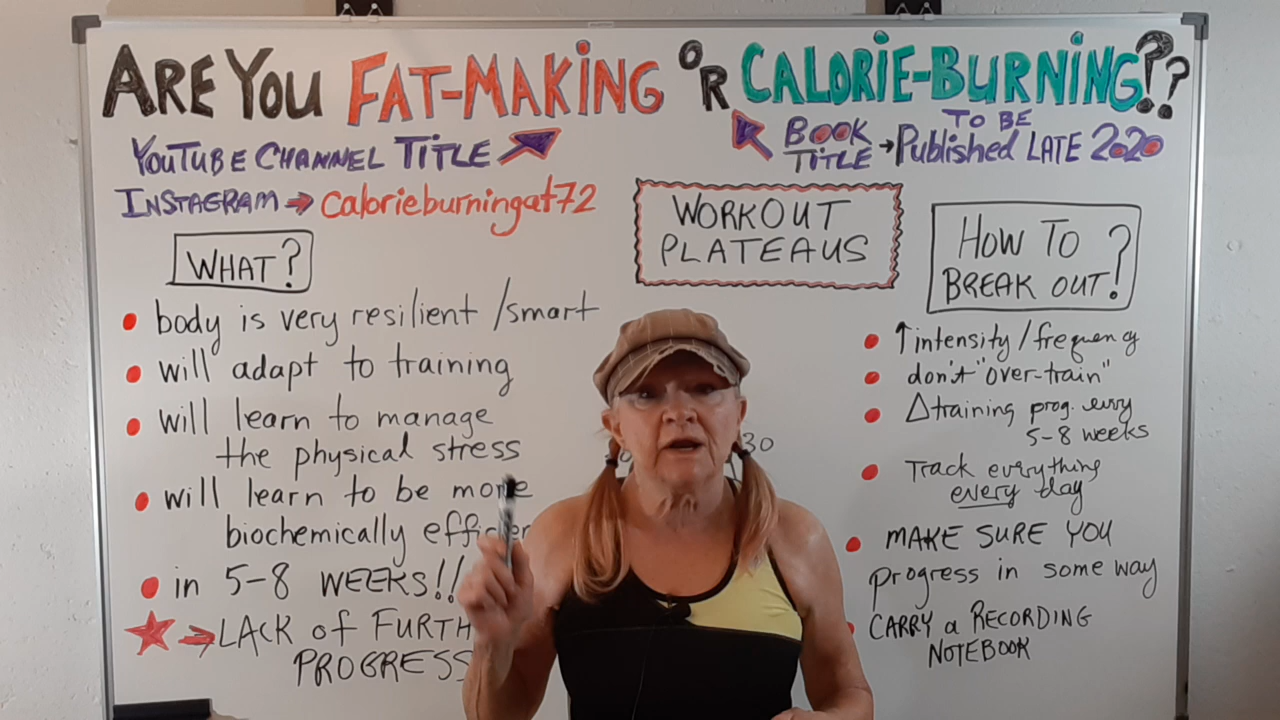 ARE YOU FAT-MAKING OR CALORIE-BURNING??
YOUTUBE CHANNEL TITLE
BOOK TITLE → TO BE Published LATE 2020
INSTAGRAM → calorieburningat72
WORKOUT
PLATEAUS
WHAT?
• body is very resilient/smart
• will adapt to training
• will learn to manage
the physical stress
• will learn to be more
biochemically
• in 5-8 WEEKS!!
★ → LACK of
PROGRESS
HOW TO
BREAK OUT?
• ↑intensity/frequency
• don't "over-train"
• Δtraining prog. every
5-8 weeks
• Track everything
every day
• MAKE SURE YOU
progress in some way
• CARRY a RECORDING
NOTEBOOK